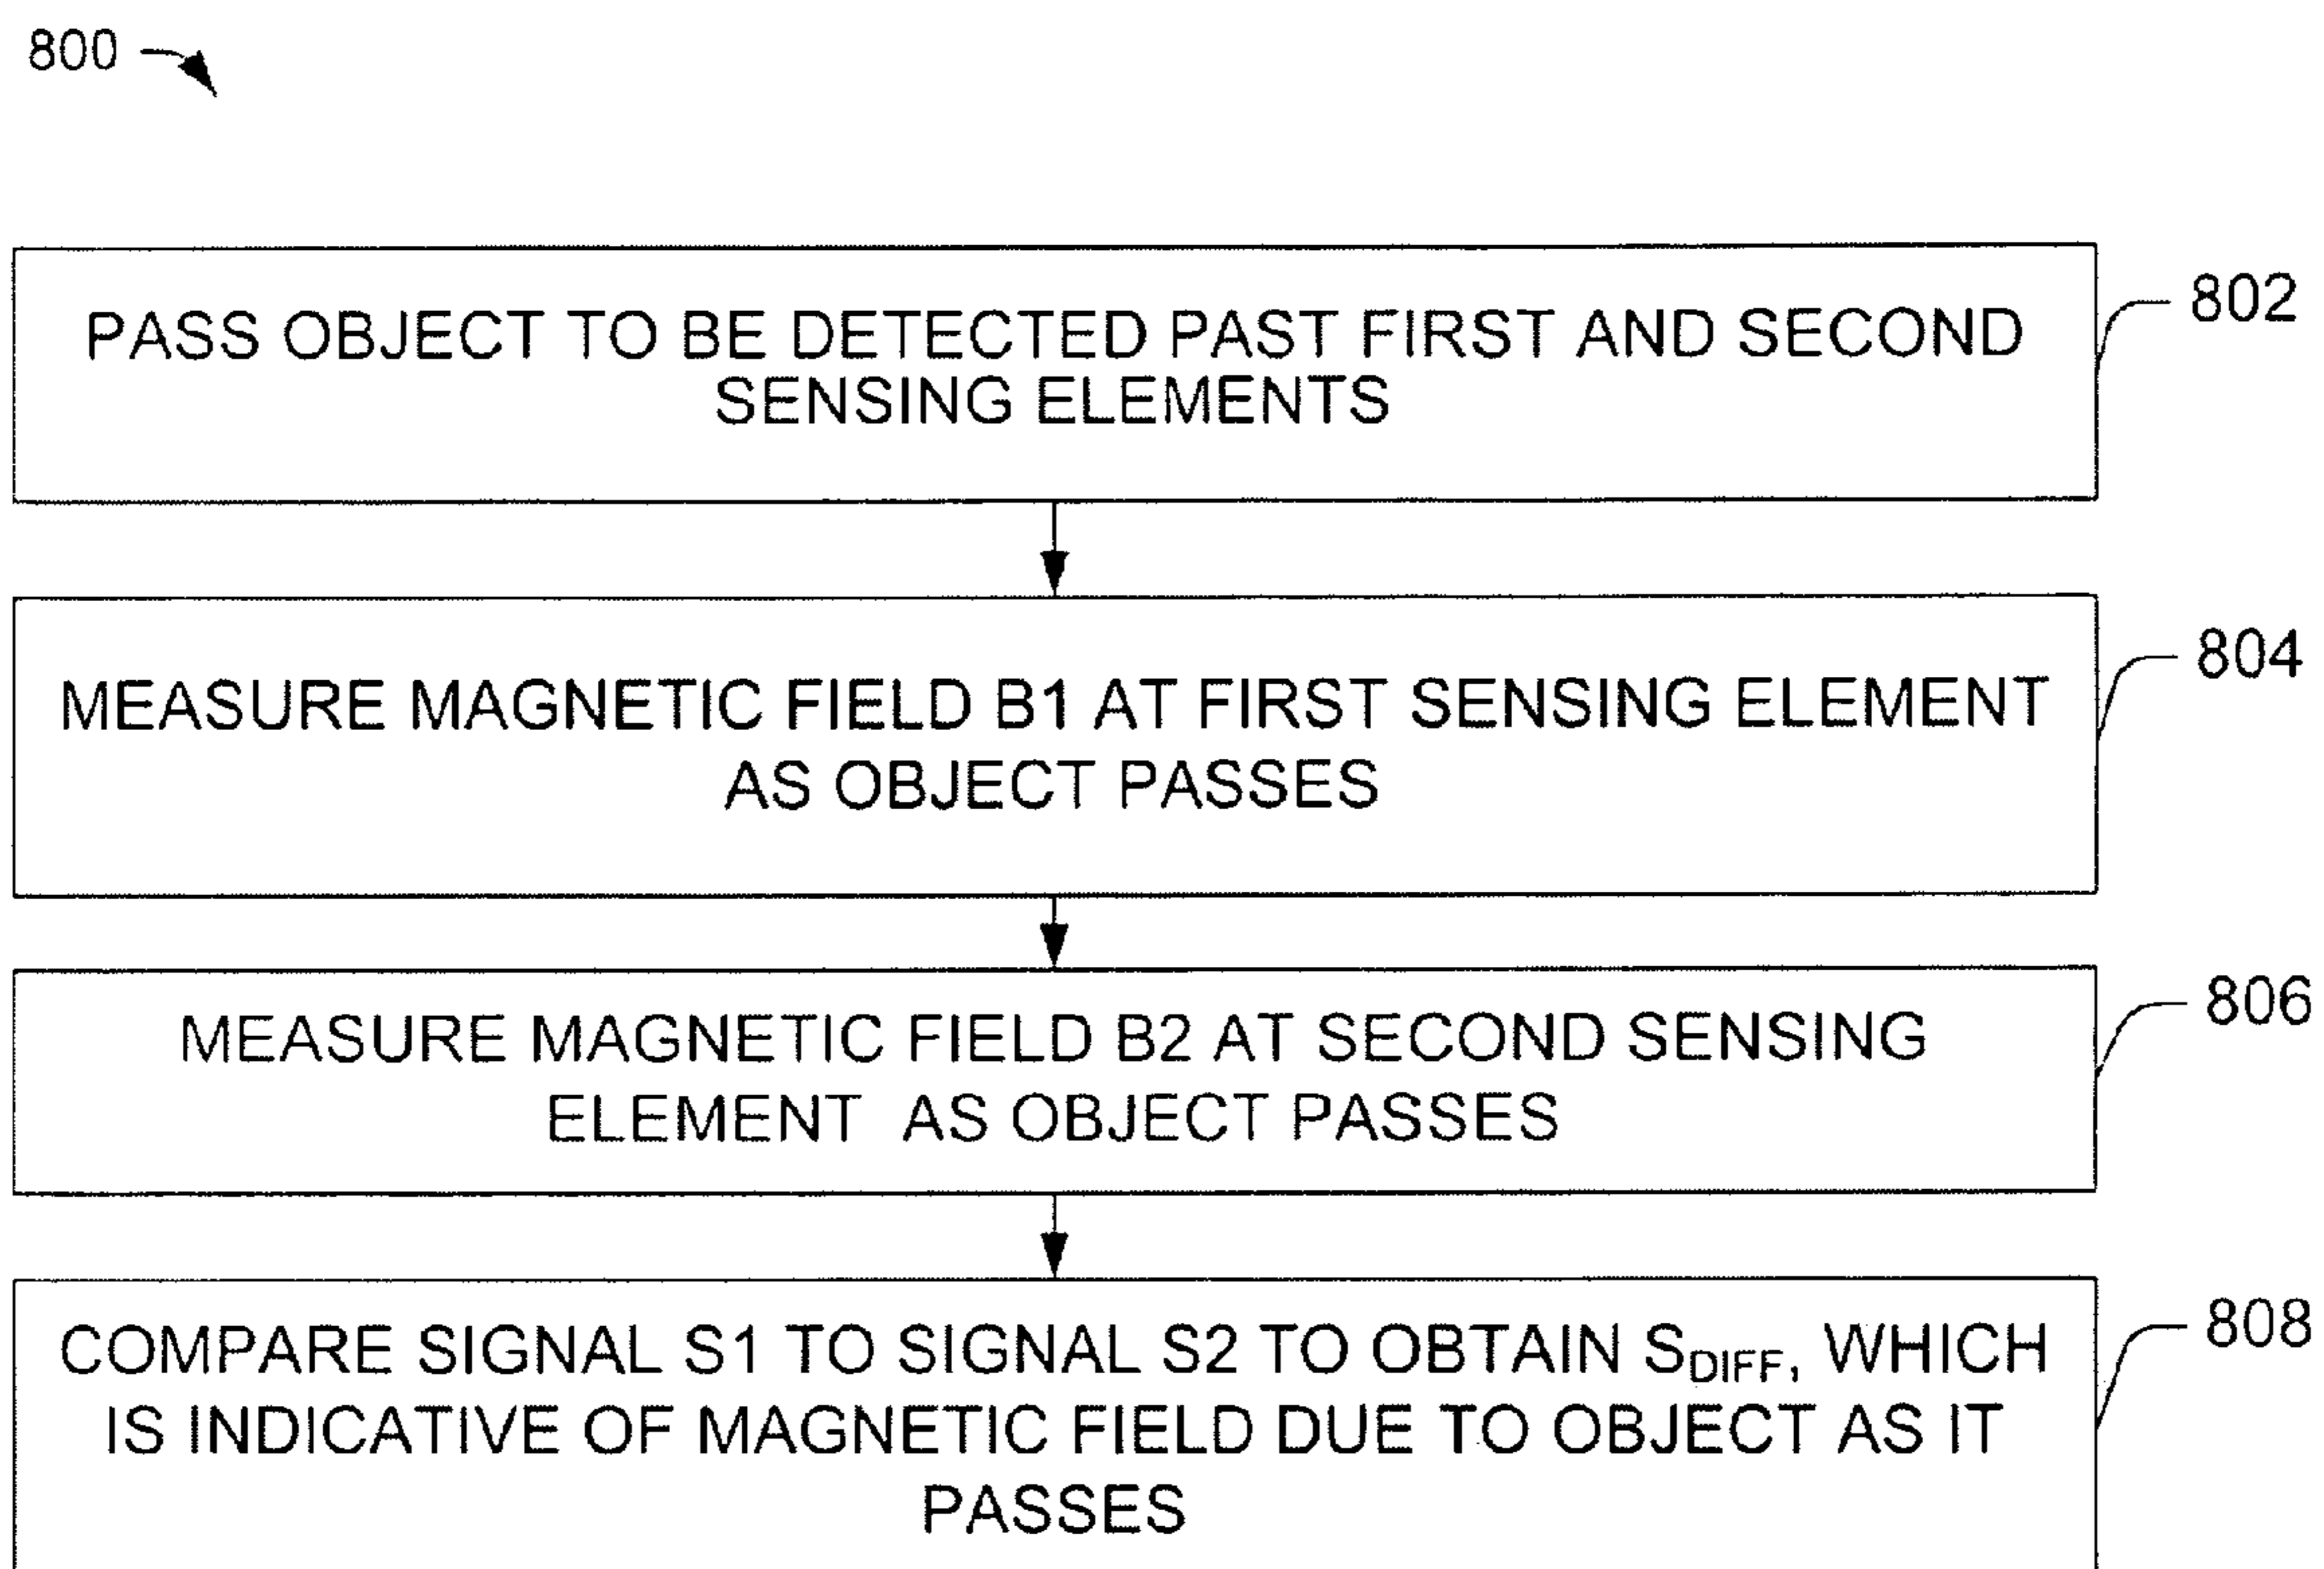 800
PASS OBJECT TO BE DETECTED PAST FIRST AND SECOND
SENSING ELEMENTS
802
MEASURE MAGNETIC FIELD B1 AT FIRST SENSING ELEMENT
AS OBJECT PASSES
804
MEASURE MAGNETIC FIELD B2 AT SECOND SENSING
ELEMENT AS OBJECT PASSES
806
COMPARE SIGNAL S1 TO SIGNAL S2 TO OBTAIN SDIFF, WHICH
IS INDICATIVE OF MAGNETIC FIELD DUE TO OBJECT AS IT
PASSES
808